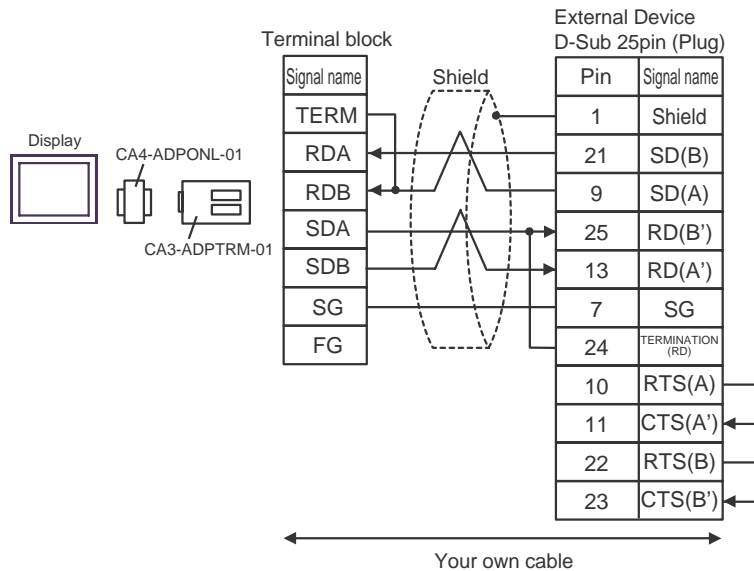 External Device
D-Sub 25pin (Plug)
Terminal block
Signal name
Shield
Pin
Signal name
TERM
1
Shield
Display
CA4-ADPONL-01
RDA
21
SD(B)
RDB
9
SD(A)
CA3-ADPTRM-01
SDA
25
RD(B’)
SDB
13
RD(A’)
SG
7
SG
FG
24
TERMINATION
(RD)
10
RTS(A)
11
CTS(A’)
22
RTS(B)
23
CTS(B’)
Your own cable